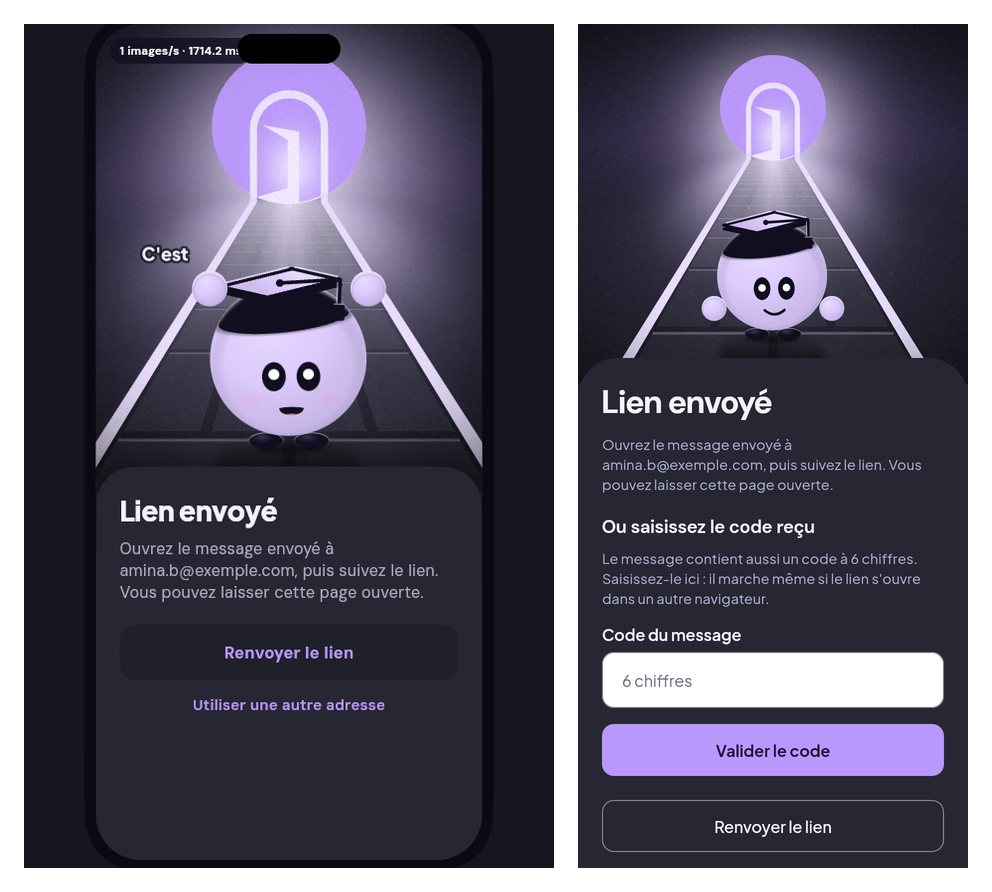 1 images/s · 1714.2 ms
C'est
Lien envoyé
Ouvrez le message envoyé à
amina.b@exemple.com, puis suivez le lien.
Vous pouvez laisser cette page ouverte.
Renvoyer le lien
Utiliser une autre adresse
Lien envoyé
Ouvrez le message envoyé à
amina.b@exemple.com, puis suivez le lien. Vous
pouvez laisser cette page ouverte.
Ou saisissez le code reçu
Le message contient aussi un code à 6 chiffres.
Saisissez-le ici : il marche même si le lien s'ouvre
dans un autre navigateur.
Code du message
6 chiffres
Valider le code
Renvoyer le lien